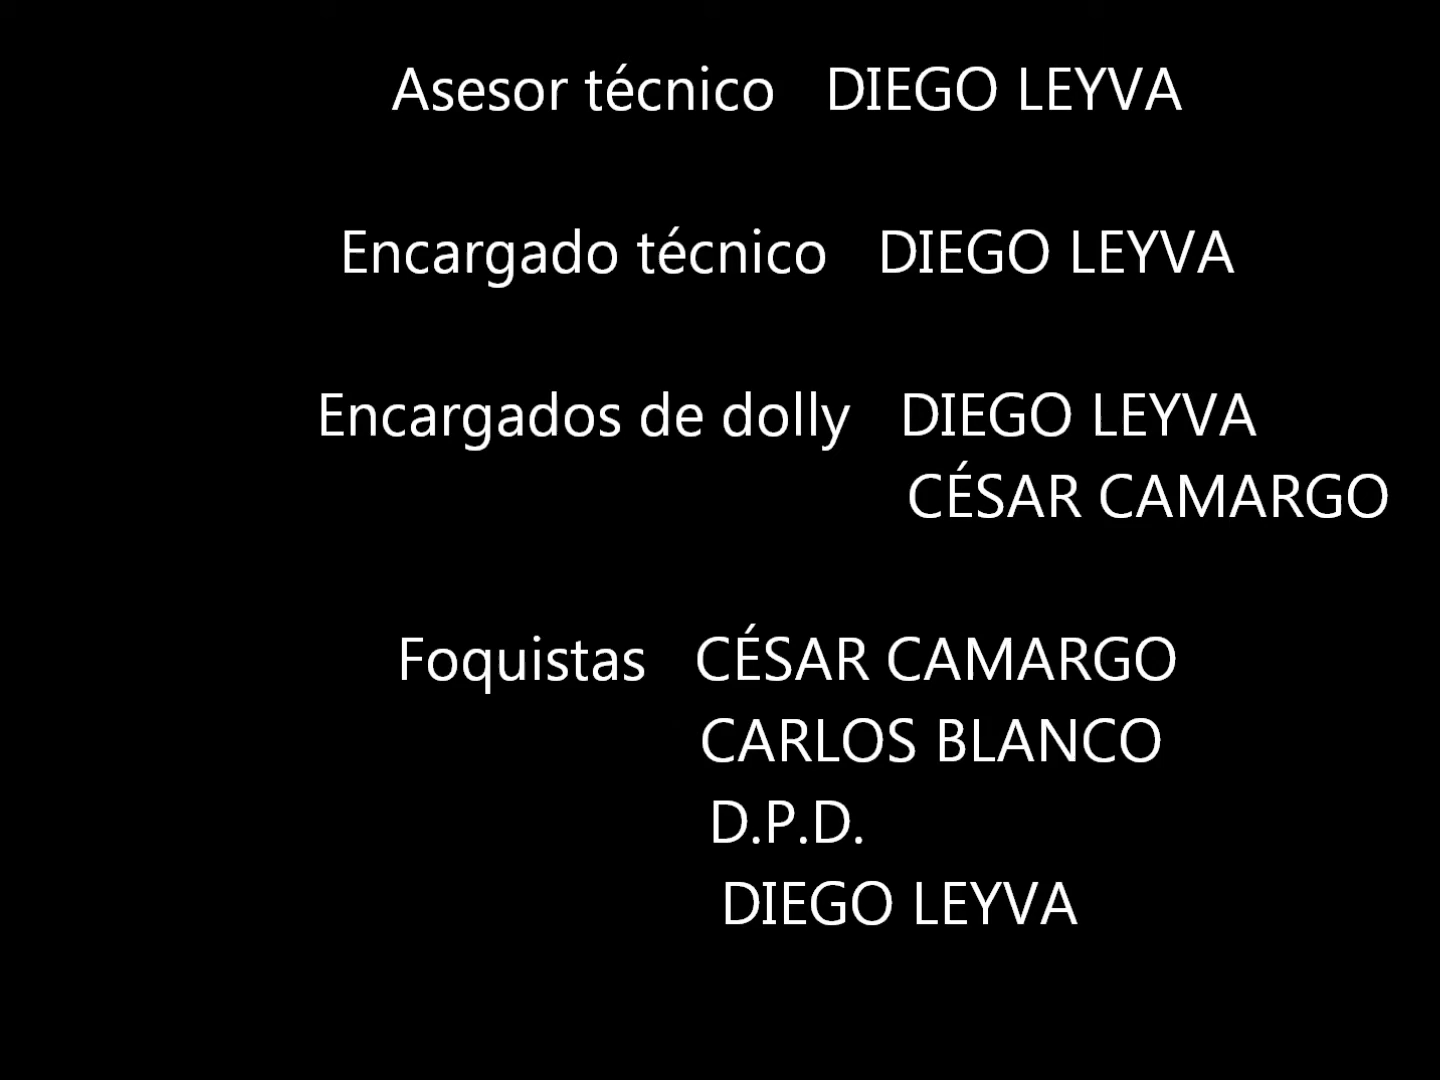 Asesor técnico DIEGO LEYVA
Encargado técnico DIEGO LEYVA
Encargados de dolly DIEGO LEYVA
CÉSAR CAMARGO
Foquistas CÉSAR CAMARGO
CARLOS BLANCO
D.P.D.
DIEGO LEYVA